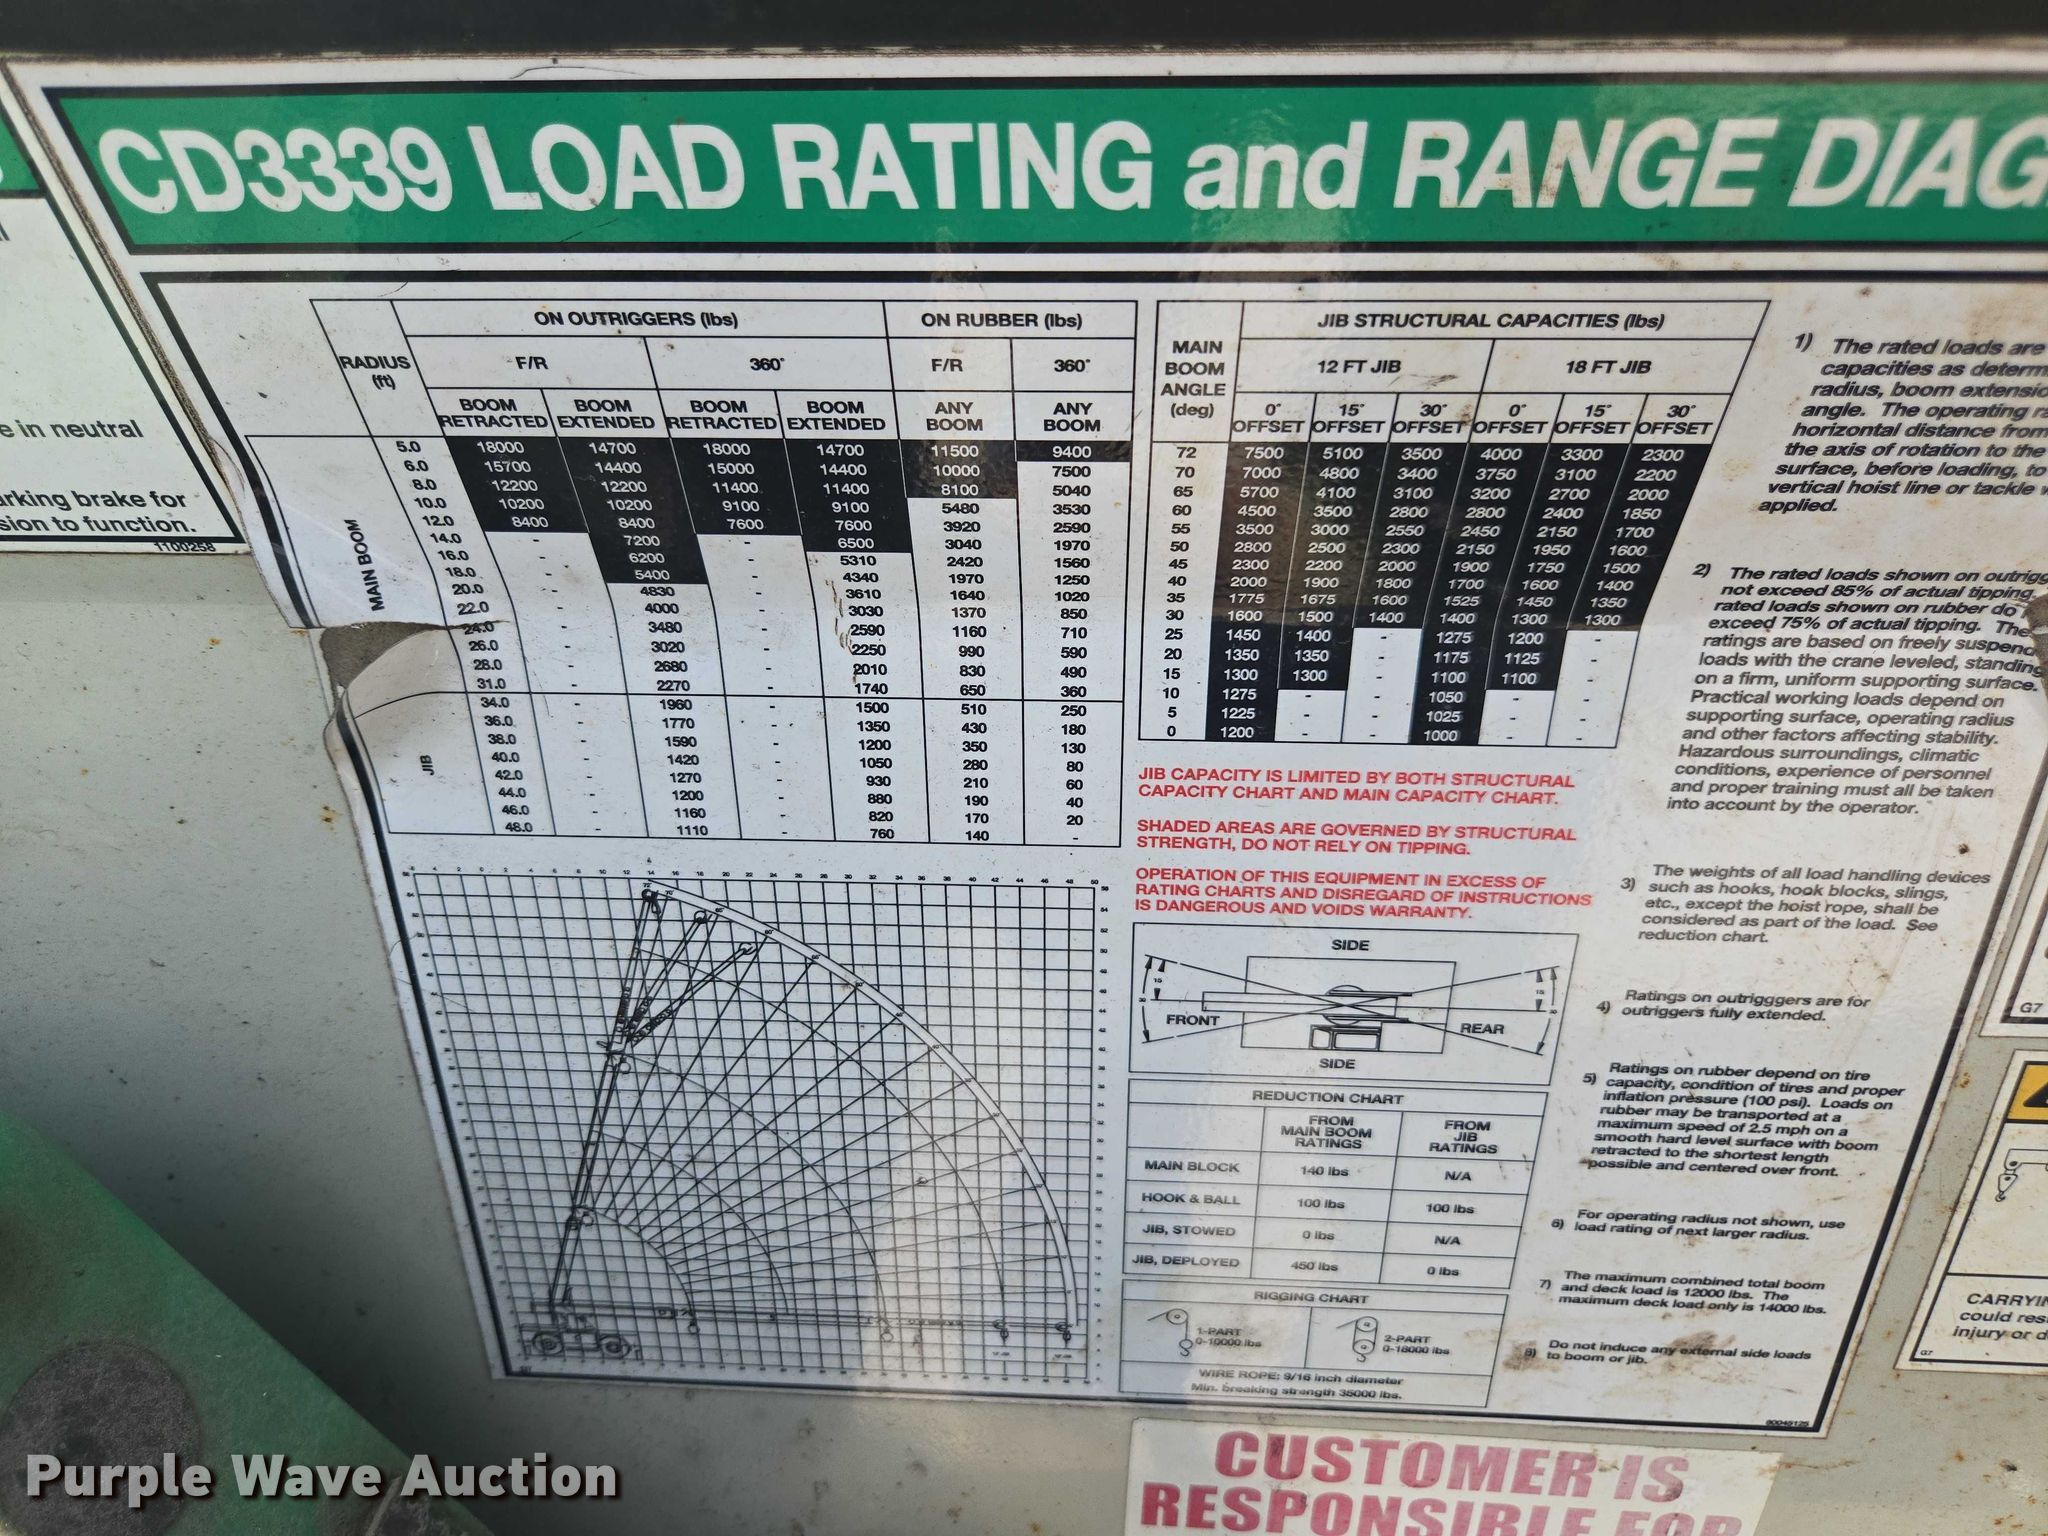 CD3339 LOAD RATING and RANGE DIAG
e in neutral
arking brake for
sion to function.
1100258
RADIUS (ft) ON OUTRIGGERS (lbs) ON RUBBER (lbs)
F/R 360° F/R 360°
BOOM RETRACTED BOOM EXTENDED BOOM RETRACTED BOOM EXTENDED ANY BOOM ANY BOOM
MAIN BOOM
5.0 18000 14700 18000 14700 11500 9400
6.0 15700 14400 15000 14400 10000 7500
8.0 12200 12200 11400 11400 8100 5040
10.0 10200 10200 9100 9100 5480 3530
12.0 8400 8400 7600 7600 3920 2590
14.0 - 7200 - 6500 3040 1970
16.0 - 6200 - 5310 2420 1560
18.0 - 5400 - 4340 1970 1250
20.0 - 4830 - 3610 1640 1020
22.0 - 4000 - 3030 1370 850
24.0 - 3480 - 2590 1160 710
26.0 - 3020 - 2250 990 590
28.0 - 2680 - 2010 830 490
31.0 - 2270 - 1740 650 360
JIB
34.0 - 1960 - 1500 510 250
36.0 - 1770 - 1350 430 180
38.0 - 1590 - 1200 350 130
40.0 - 1420 - 1050 280 80
42.0 - 1270 - 930 210 60
44.0 - 1200 - 880 190 40
46.0 - 1160 - 820 170 20
48.0 - 1110 - 760 140 -
MAIN BOOM ANGLE (deg) JIB STRUCTURAL CAPACITIES (lbs)
12 FT JIB 18 FT JIB
0° OFFSET 15° OFFSET 30° OFFSET 0° OFFSET 15° OFFSET 30° OFFSET
72 7500 5100 3500 4000 3300 2300
70 7000 4800 3400 3750 3100 2200
65 5700 4100 3100 3200 2700 2000
60 4500 3500 2800 2800 2400 1850
55 3500 3000 2550 2450 2150 1700
50 2800 2500 2300 2150 1950 1600
45 2300 2200 2000 1900 1750 1500
40 2000 1900 1800 1700 1600 1400
35 1775 1675 1600 1525 1450 1350
30 1600 1500 1400 1400 1300 1300
25 1450 1400 - 1275 1200 -
20 1350 1350 - 1175 1125 -
15 1300 1300 - 1100 1100 -
10 1275 - - 1050 - -
5 1225 - - 1025 - -
0 1200 - - 1000 - -
JIB CAPACITY IS LIMITED BY BOTH STRUCTURAL
CAPACITY CHART AND MAIN CAPACITY CHART.
SHADED AREAS ARE GOVERNED BY STRUCTURAL
STRENGTH, DO NOT RELY ON TIPPING.
OPERATION OF THIS EQUIPMENT IN EXCESS OF
RATING CHARTS AND DISREGARD OF INSTRUCTIONS
IS DANGEROUS AND VOIDS WARRANTY.
SIDE
FRONT REAR
SIDE
REDUCTION CHART
FROM MAIN BOOM RATINGS FROM JIB RATINGS
MAIN BLOCK 140 lbs N/A
HOOK & BALL 100 lbs 100 lbs
JIB, STOWED 0 lbs N/A
JIB, DEPLOYED 450 lbs 0 lbs
RIGGING CHART
1-PART
0-10000 lbs
2-PART
0-18000 lbs
WIRE ROPE: 9/16 inch diameter
Min. breaking strength 35000 lbs.
1) The rated loads are
capacities as determ
radius, boom extensio
angle. The operating ra
horizontal distance from
the axis of rotation to the
surface, before loading, to
vertical hoist line or tackle w
applied.
2) The rated loads shown on outrigg
not exceed 85% of actual tipping.
rated loads shown on rubber do
exceed 75% of actual tipping. The
ratings are based on freely suspend
loads with the crane leveled, standing
on a firm, uniform supporting surface.
Practical working loads depend on
supporting surface, operating radius
and other factors affecting stability.
Hazardous surroundings, climatic
conditions, experience of personnel
and proper training must all be taken
into account by the operator.
3) The weights of all load handling devices
such as hooks, hook blocks, slings,
etc., except the hoist rope, shall be
considered as part of the load. See
reduction chart.
4) Ratings on outrigggers are for
outriggers fully extended.
5) Ratings on rubber depend on tire
capacity, condition of tires and proper
inflation pressure (100 psi). Loads on
rubber may be transported at a
maximum speed of 2.5 mph on a
smooth hard level surface with boom
retracted to the shortest length
possible and centered over front.
6) For operating radius not shown, use
load rating of next larger radius.
7) The maximum combined total boom
and deck load is 12000 lbs. The
maximum deck load only is 14000 lbs.
8) Do not induce any external side loads
to boom or jib.
90045125
G7
CARRYIN
could res
injury or d
G7
CUSTOMER IS
RESPONSIBLE FOR
Purple Wave Auction